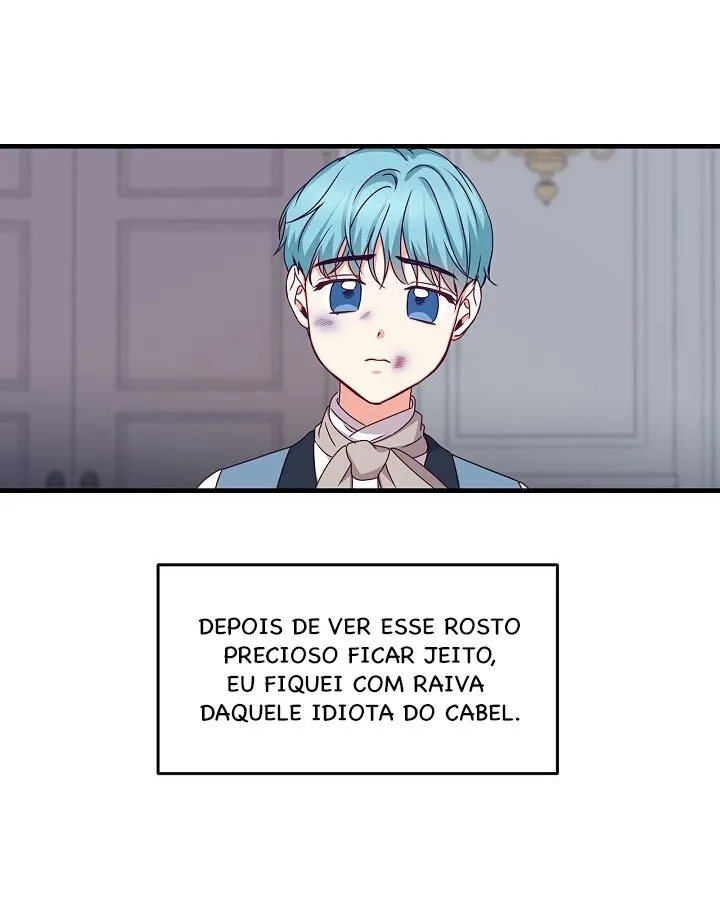 DEPOIS DE VER ESSE ROSTO
PRECIOSO FICAR JEITO,
EU FIQUEI COM RAIVA
DAQUELE IDIOTA DO CABEL.